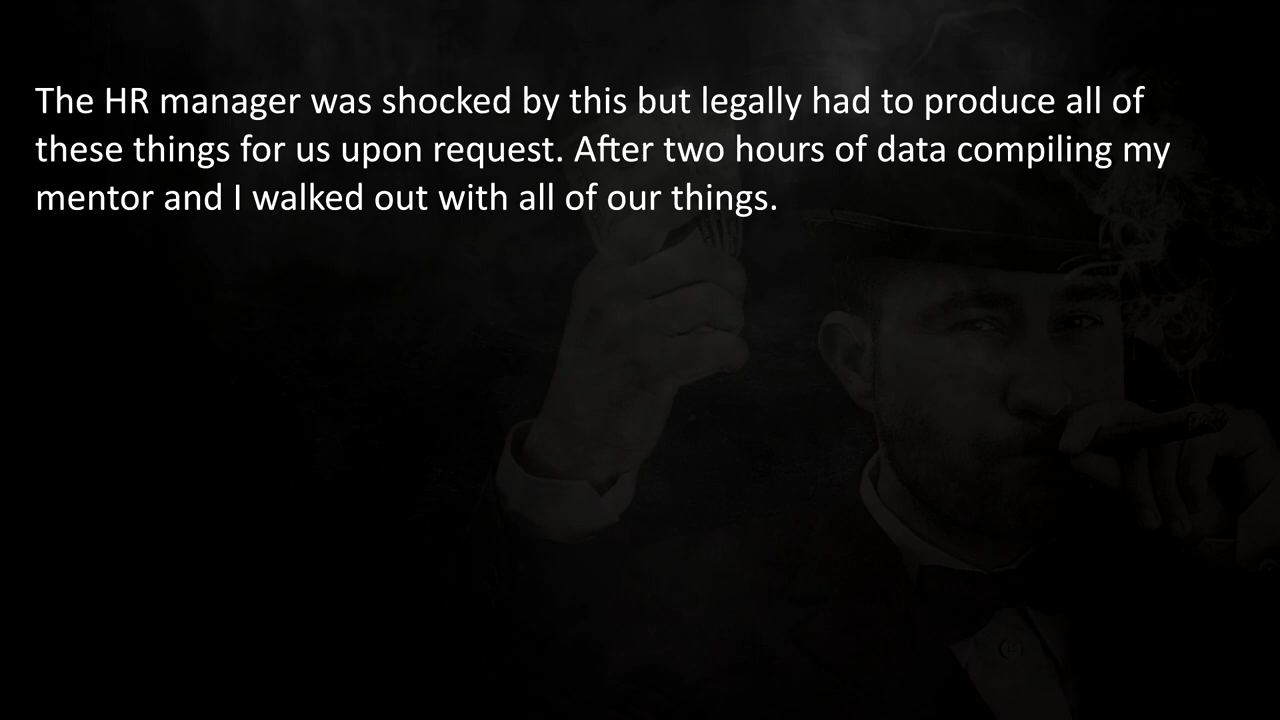 The HR manager was shocked by this but legally had to produce all of
these things for us upon request. After two hours of data compiling my
mentor and I walked out with all of our things.